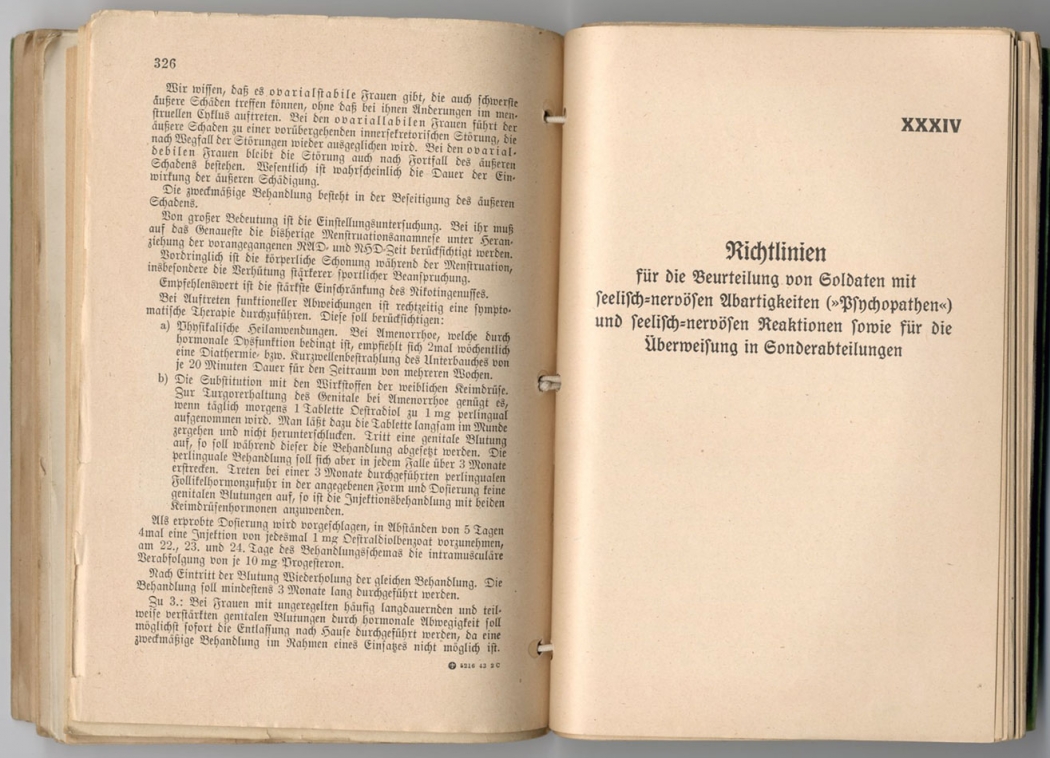 326
Wir wissen, daß es ovarialstabile Frauen gibt, die auch schwerste
äußere Schäden treffen können, ohne daß bei ihnen Änderungen im men-
struellen Cyklus auftreten. Bei den ovariallabilen Frauen führt der
äußere Schaden zu einer vorübergehenden innersekretorischen Störung, die
nach Wegfall der Störungen wieder ausgeglichen wird. Bei den ovarial-
debilen Frauen bleibt die Störung auch nach Fortfall des äußeren
Schadens bestehen. Wesentlich ist wahrscheinlich die Dauer der Ein-
wirkung der äußeren Schädigung.
Die zweckmäßige Behandlung besteht in der Beseitigung des äußeren
Schadens.
Von großer Bedeutung ist die Einstellungsuntersuchung. Bei ihr muß
auf das Genaueste die bisherige Menstruationsanamnese unter Heran-
ziehung der vorangegangenen RAD- und KHD-Zeit berücksichtigt werden.
Vordringlich ist die körperliche Schonung während der Menstruation,
insbesondere die Verhütung stärkerer sportlicher Beanspruchung.
Empfehlenswert ist die stärkste Einschränkung des Nikotingenusses.
Bei Auftreten funktioneller Abweichungen ist rechtzeitig eine sympto-
matische Therapie durchzuführen. Diese soll berücksichtigen:
a) Physikalische Heilanwendungen. Bei Amenorrhoe, welche durch
hormonale Dysfunktion bedingt ist, empfiehlt sich 2mal wöchentlich
eine Diathermie- bzw. Kurzwellenbestrahlung des Unterbauches von
je 20 Minuten Dauer für den Zeitraum von mehreren Wochen.
b) Die Substitution mit den Wirkstoffen der weiblichen Keimdrüse.
Zur Turgorerhaltung des Genitale bei Amenorrhoe genügt es,
wenn täglich morgens 1 Tablette Oestradiol zu 1 mg perlingual
aufgenommen wird. Man läßt dazu die Tablette langsam im Munde
zergehen und nicht herunterschlucken. Tritt eine genitale Blutung
auf, so soll während dieser die Behandlung abgesetzt werden. Die
perlinguale Behandlung soll sich aber in jedem Falle über 3 Monate
erstrecken. Treten bei einer 3 Monate durchgeführten perlingualen
Follikelhormonzufuhr in der angegebenen Form und Dosierung keine
genitalen Blutungen auf, so ist die Injektionsbehandlung mit beiden
Keimdrüsenhormonen anzuwenden.
Als erprobte Dosierung wird vorgeschlagen, in Abständen von 5 Tagen
4mal eine Injektion von jedesmal 1 mg Oestraldiolbenzoat vorzunehmen,
am 22., 23. und 24. Tage des Behandlungsschemas die intramusculäre
Verabfolgung von je 10 mg Progesteron.
Nach Eintritt der Blutung Wiederholung der gleichen Behandlung. Die
Behandlung soll mindestens 3 Monate lang durchgeführt werden.
Zu 3.: Bei Frauen mit ungeregelten häufig langdauernden und teil-
weise verstärkten genitalen Blutungen durch hormonale Abwegigkeit soll
möglichst sofort die Entlassung nach Hause durchgeführt werden, da eine
zweckmäßige Behandlung im Rahmen eines Einsatzes nicht möglich ist.
4216 43 2 C
XXXIV
Richtlinien
für die Beurteilung von Soldaten mit
seelisch-nervösen Abartigkeiten (»Psychopathen«)
und seelisch-nervösen Reaktionen sowie für die
Überweisung in Sonderabteilungen